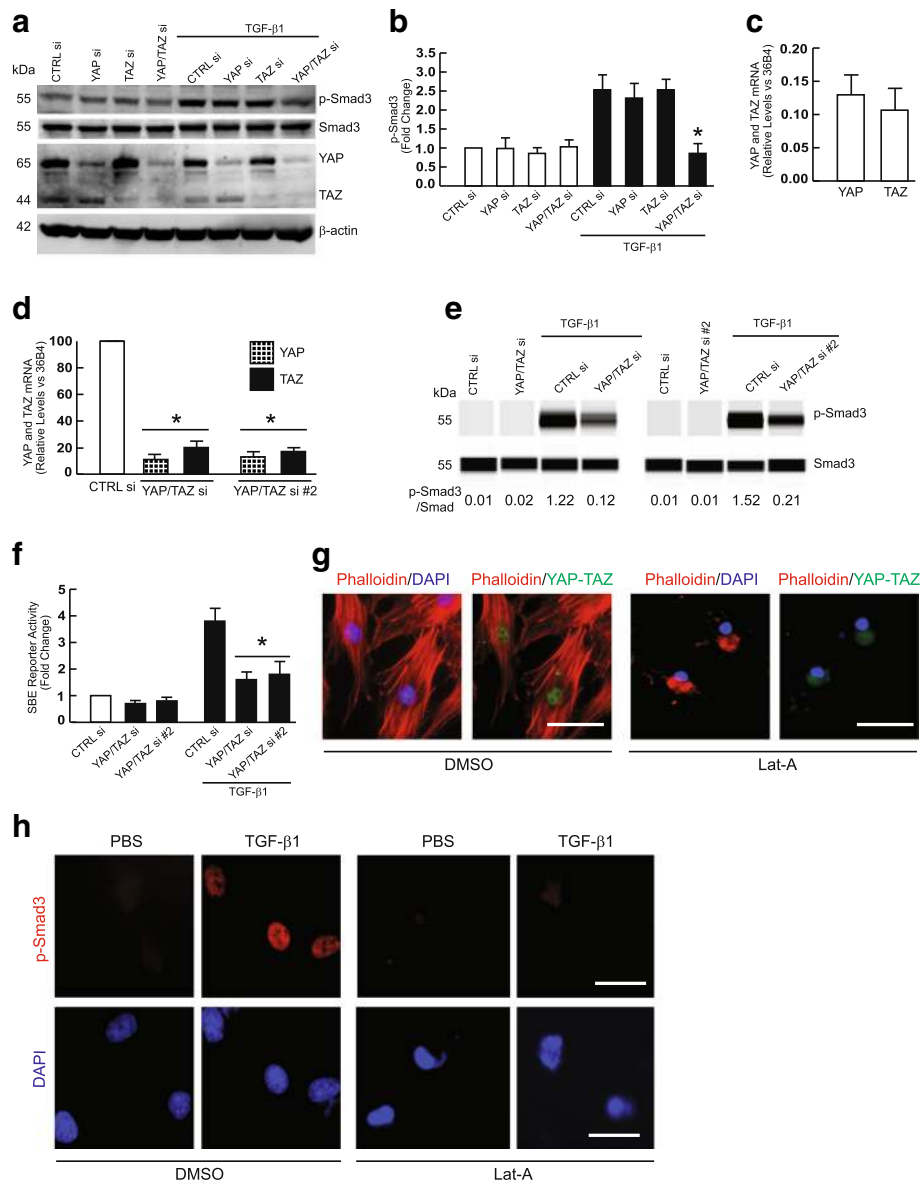 a
TGF-β1
CTRL si
YAP si
TAZ si
YAP/TAZ si
CTRL si
YAP si
TAZ si
YAP/TAZ si
kDa
55
p-Smad3
55
Smad3
65
YAP
44
TAZ
42
β-actin
b
p-Smad3
(Fold Change)
3.5
3.0
2.5
2.0
1.5
1.0
0.5
0.0
*
CTRL si
YAP si
TAZ si
YAP/TAZ si
CTRL si
YAP si
TAZ si
YAP/TAZ si
TGF-β1
c
YAP and TAZ mRNA
(Relative Levels vs 36B4)
0.20
0.15
0.10
0.05
0.00
YAP
TAZ
d
YAP and TAZ mRNA
(Relative Levels vs 36B4)
100
80
60
40
20
0
YAP
TAZ
*
*
CTRL si
YAP/TAZ si
YAP/TAZ si #2
e
TGF-β1
TGF-β1
CTRL si
YAP/TAZ si
CTRL si
YAP/TAZ si
CTRL si
YAP/TAZ si #2
CTRL si
YAP/TAZ si #2
kDa
55
p-Smad3
55
Smad3
p-Smad3
/Smad
0.01 0.02 1.22 0.12 0.01 0.01 1.52 0.21
f
SBE Reporter Activity
(Fold Change)
5
4
2
1
0
*
CTRL si
YAP/TAZ si
YAP/TAZ si #2
CTRL si
YAP/TAZ si
YAP/TAZ si #2
TGF-β1
g
Phalloidin/DAPI
Phalloidin/YAP-TAZ
Phalloidin/DAPI
Phalloidin/YAP-TAZ
DMSO
Lat-A
h
PBS
TGF-β1
PBS
TGF-β1
p-Smad3
DAPI
DMSO
Lat-A